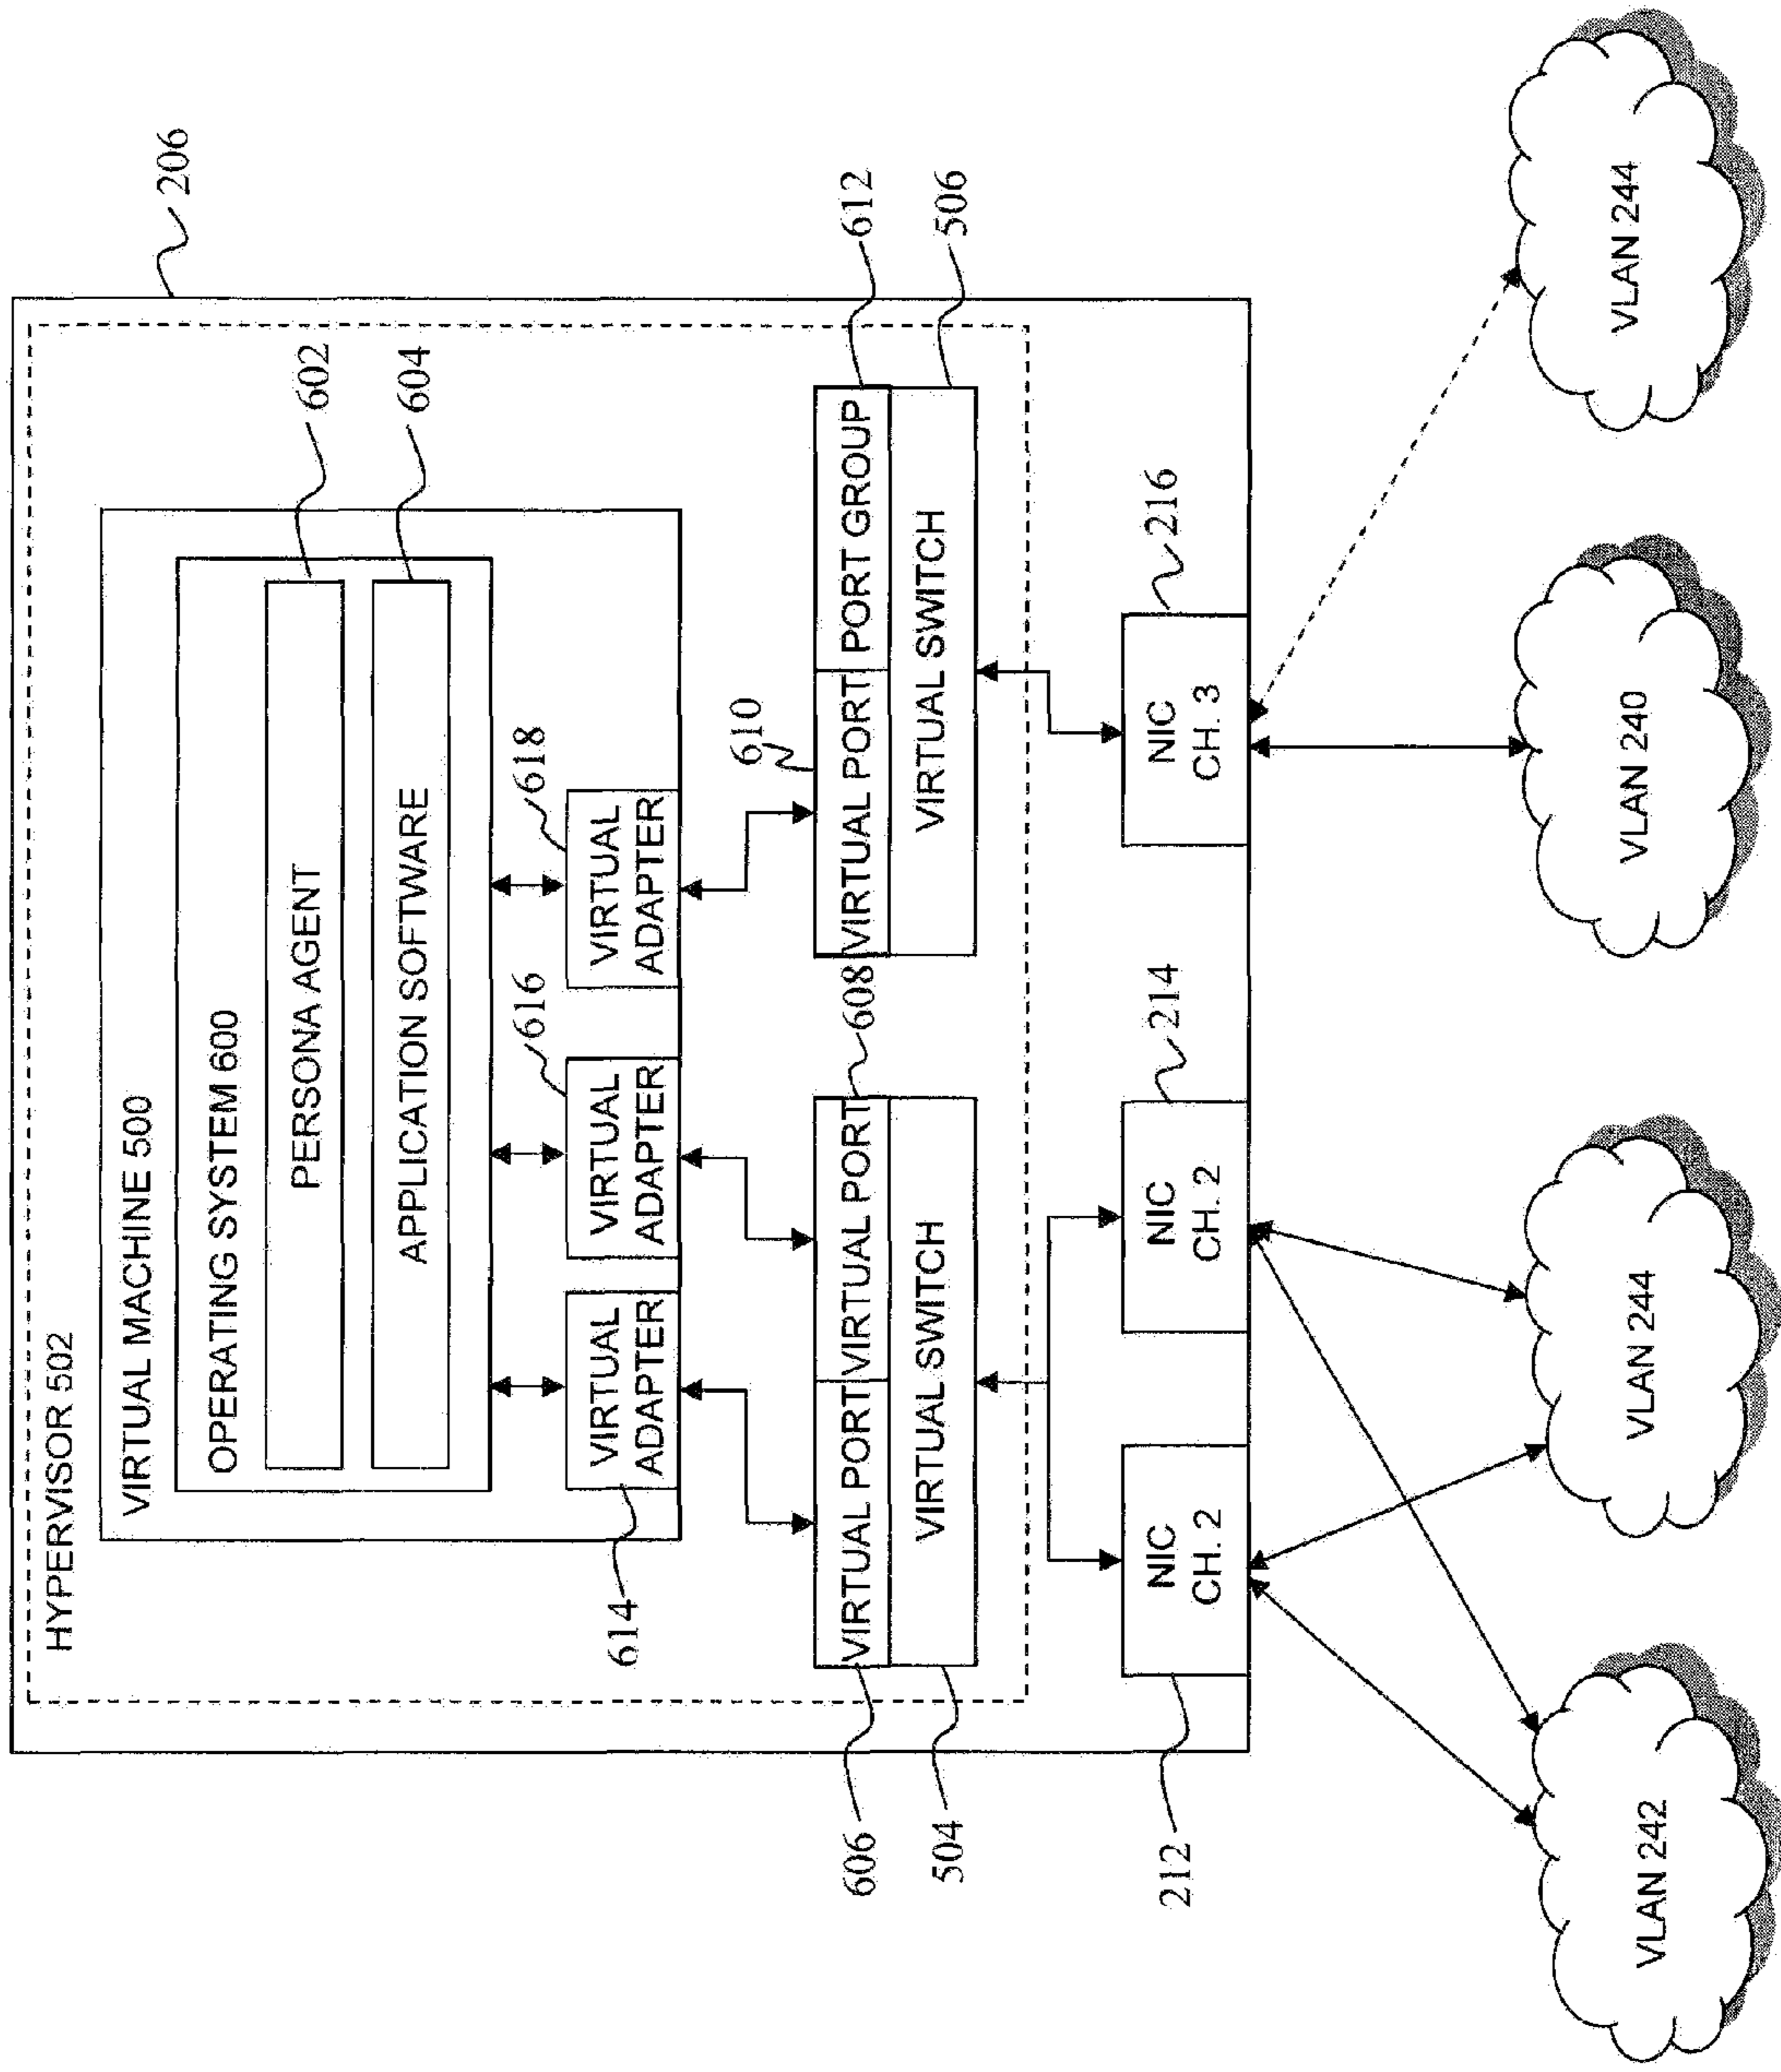 206
HYPERVISOR 502
VIRTUAL MACHINE 500
OPERATING SYSTEM 600
602
PERSONA AGENT
604
APPLICATION SOFTWARE
614
VIRTUAL
ADAPTER
616
VIRTUAL
ADAPTER
618
VIRTUAL
ADAPTER
606
VIRTUAL PORT
VIRTUAL PORT
608
610
VIRTUAL PORT
PORT GROUP
612
504
VIRTUAL SWITCH
VIRTUAL SWITCH
506
212
NIC
CH. 2
214
NIC
CH. 2
216
NIC
CH. 3
VLAN 242
VLAN 244
VLAN 240
VLAN 244